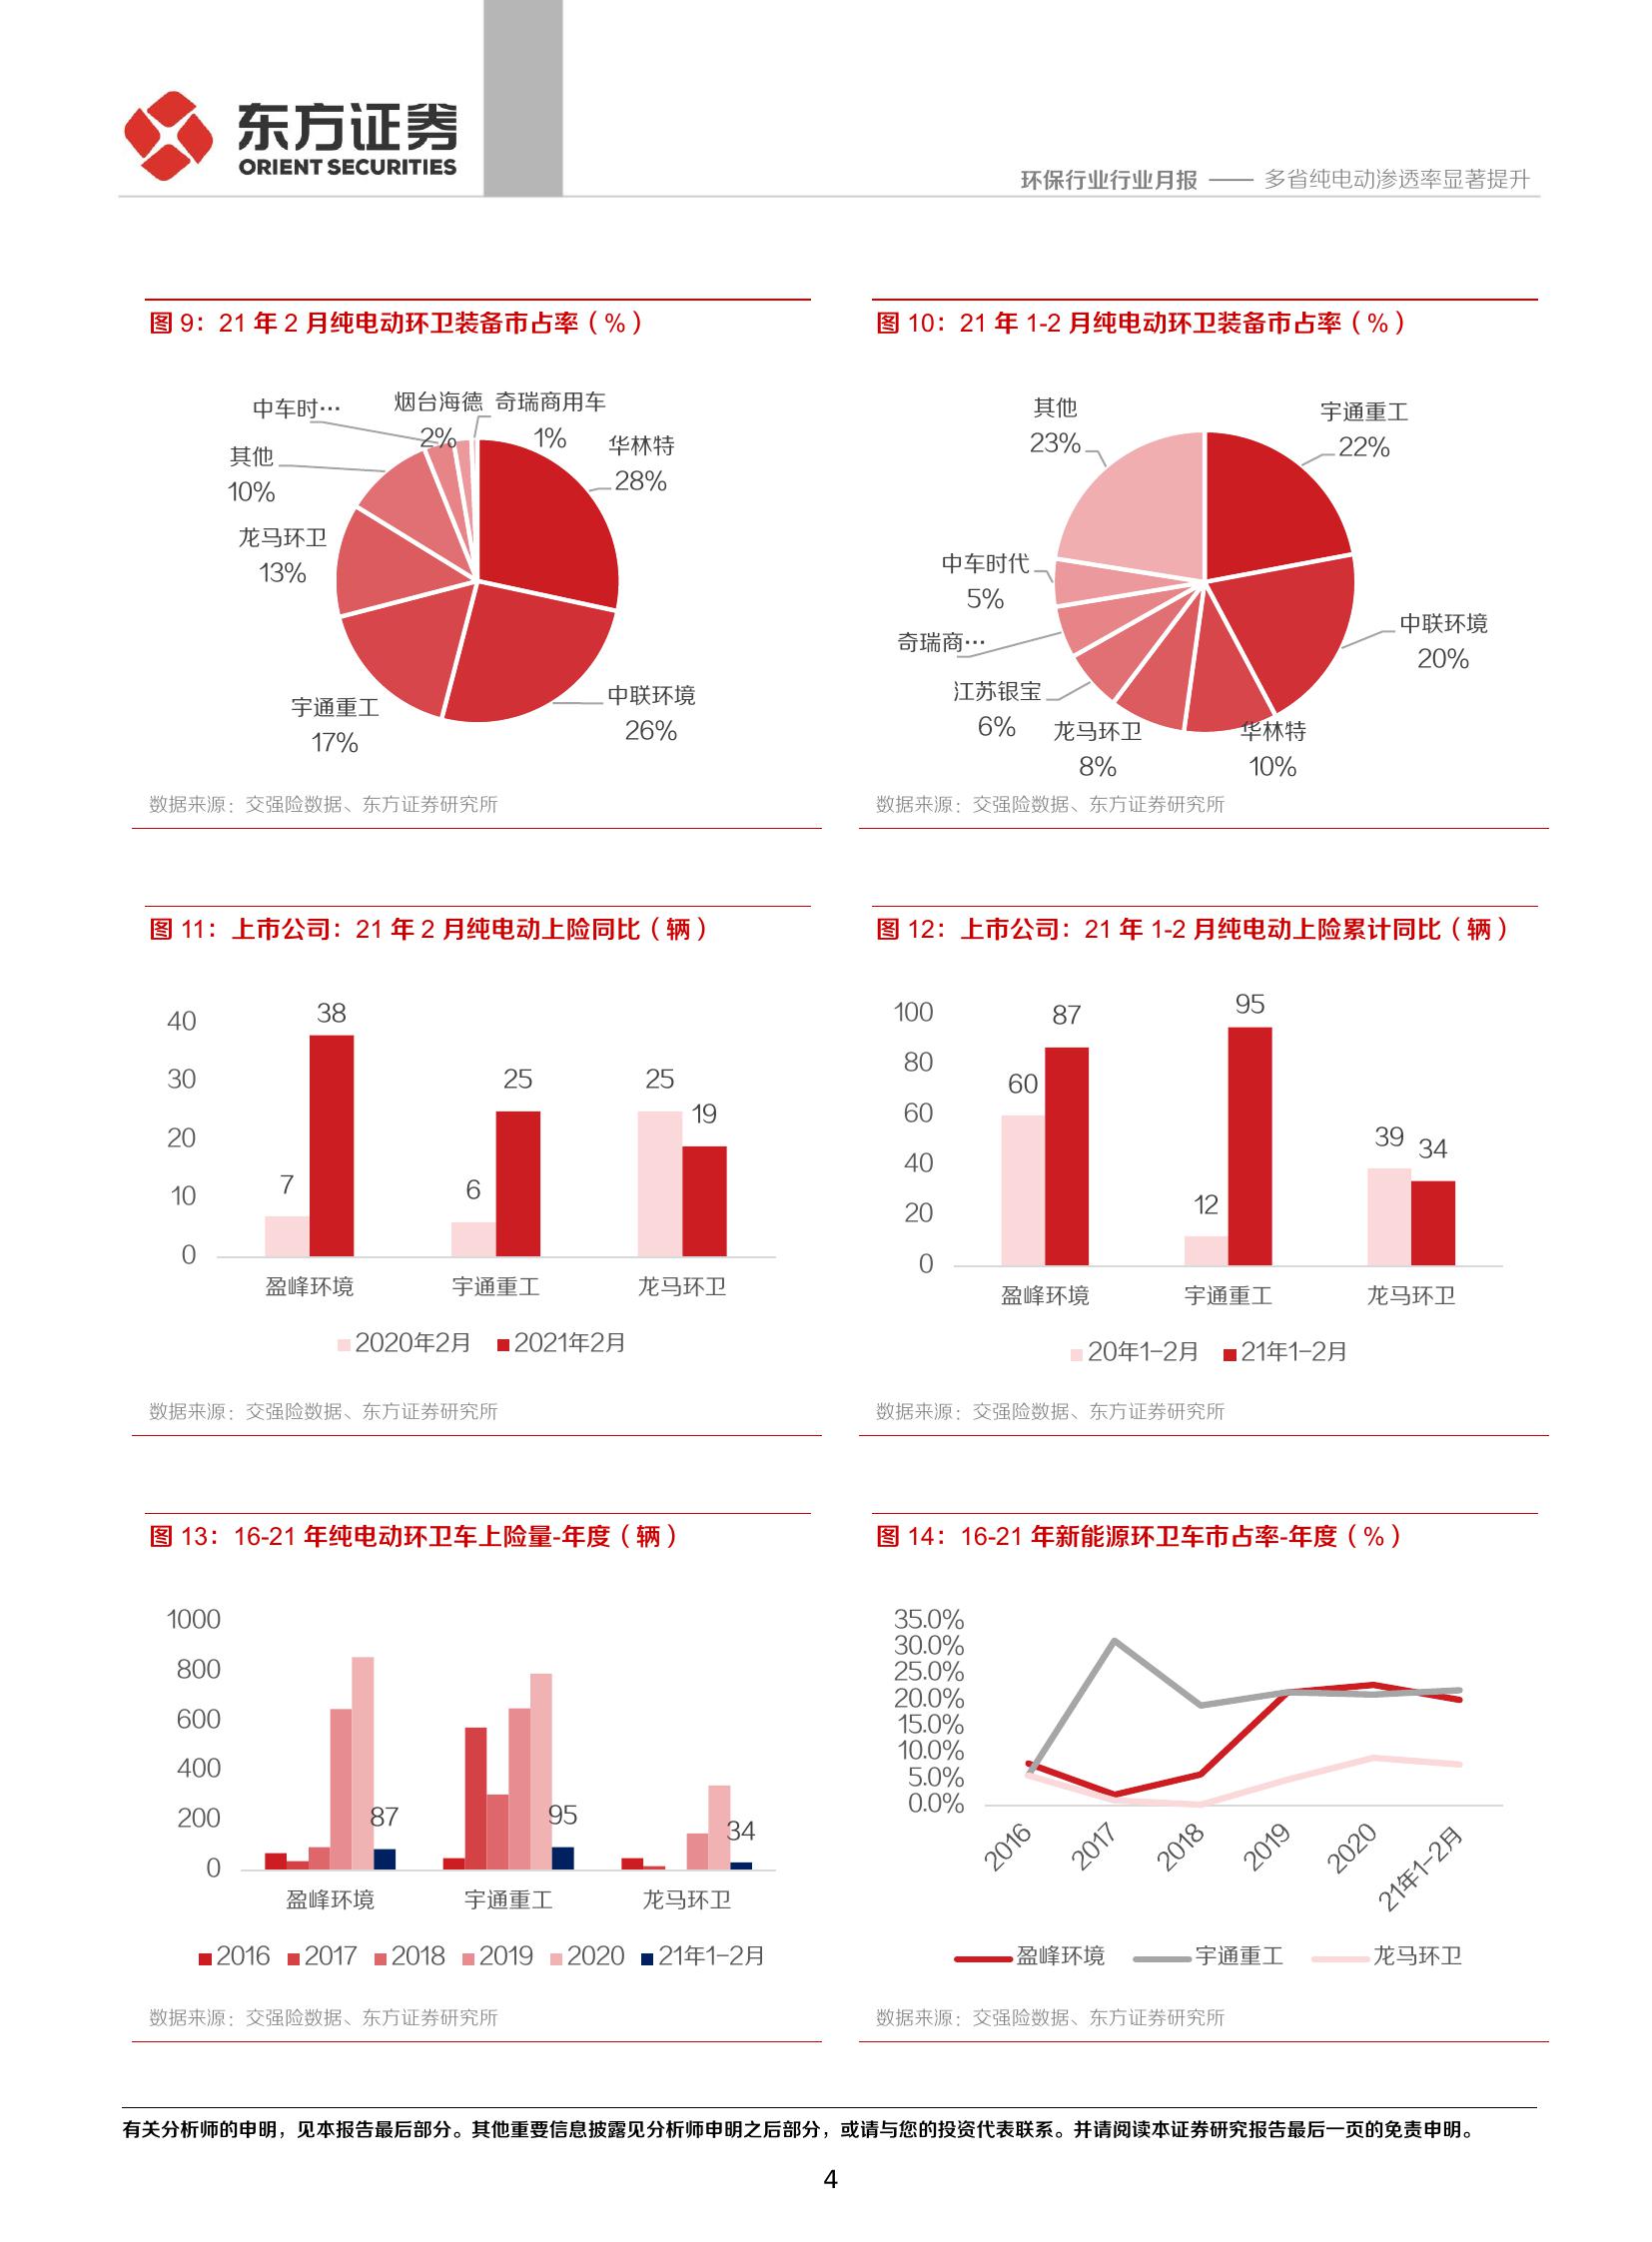 东方证券
ORIENT SECURITIES
环保行业行业月报 —— 多省纯电动渗透率显著提升
图 9：21 年 2 月纯电动环卫装备市占率（%）
中车时…
烟台海德
2%
奇瑞商用车
1%
华林特
28%
其他
10%
龙马环卫
13%
宇通重工
17%
中联环境
26%
数据来源：交强险数据、东方证券研究所
图 10：21 年 1-2 月纯电动环卫装备市占率（%）
其他
23%
宇通重工
22%
中车时代
5%
奇瑞商…
江苏银宝
6%
龙马环卫
8%
华林特
10%
中联环境
20%
数据来源：交强险数据、东方证券研究所
图 11：上市公司：21 年 2 月纯电动上险同比（辆）
40
30
20
10
0
7
38
6
25
25
19
盈峰环境
宇通重工
龙马环卫
2020年2月
2021年2月
数据来源：交强险数据、东方证券研究所
图 12：上市公司：21 年 1-2 月纯电动上险累计同比（辆）
100
80
60
40
20
0
60
87
12
95
39
34
盈峰环境
宇通重工
龙马环卫
20年1-2月
21年1-2月
数据来源：交强险数据、东方证券研究所
图 13：16-21 年纯电动环卫车上险量-年度（辆）
1000
800
600
400
200
0
87
95
34
盈峰环境
宇通重工
龙马环卫
2016
2017
2018
2019
2020
21年1-2月
数据来源：交强险数据、东方证券研究所
图 14：16-21 年新能源环卫车市占率-年度（%）
35.0%
30.0%
25.0%
20.0%
15.0%
10.0%
5.0%
0.0%
2016
2017
2018
2019
2020
21年1-2月
盈峰环境
宇通重工
龙马环卫
数据来源：交强险数据、东方证券研究所
有关分析师的申明，见本报告最后部分。其他重要信息披露见分析师申明之后部分，或请与您的投资代表联系。并请阅读本证券研究报告最后一页的免责申明。
4